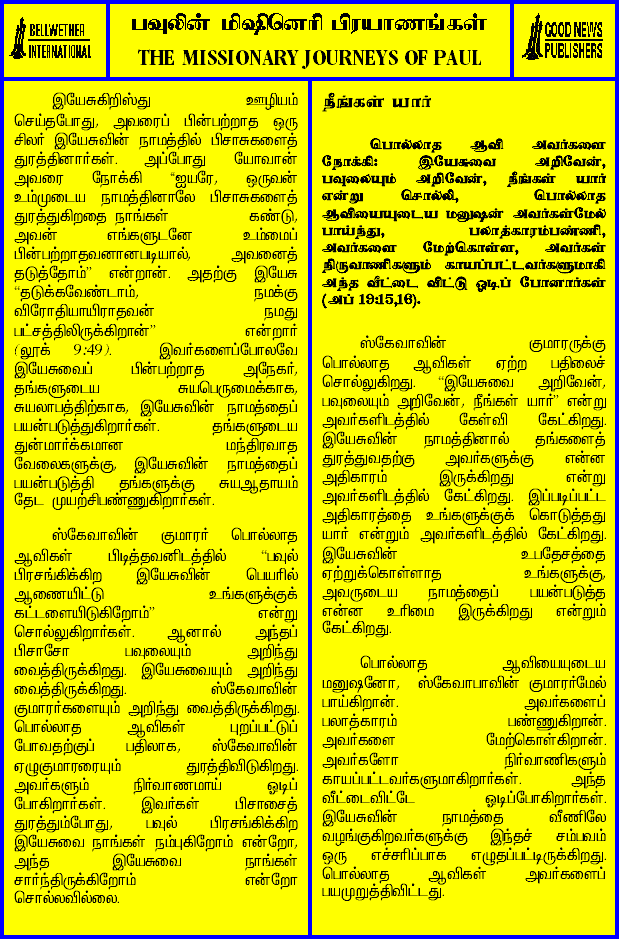 BELLWETHER
INTERNATIONAL
பவுலின் மிஷினெரி பிரயாணங்கள்
THE MISSIONARY JOURNEYS OF PAUL
GOOD NEWS
PUBLISHERS
இயேசுகிறிஸ்து ஊழியம்
செய்தபோது, அவரைப் பின்பற்றாத ஒரு
சிலர் இயேசுவின் நாமத்தில் பிசாசுகளைத்
துரத்தினார்கள். அப்போது யோவான்
அவரை நோக்கி “ஐயரே, ஒருவன்
உம்முடைய நாமத்தினாலே பிசாசுகளைத்
துரத்துகிறதை நாங்கள் கண்டு,
அவன் எங்களுடனே உம்மைப்
பின்பற்றாதவனானபடியால், அவனைத்
தடுத்தோம்” என்றான். அதற்கு இயேசு
“தடுக்கவேண்டாம், நமக்கு
விரோதியாயிராதவன் நமது
பட்சத்திலிருக்கிறான்” என்றார்
(லூக் 9:49). இவர்களைப்போலவே
இயேசுவைப் பின்பற்றாத அநேகர்,
தங்களுடைய சுயபெருமைக்காக,
சுயலாபத்திற்காக, இயேசுவின் நாமத்தைப்
பயன்படுத்துகிறார்கள். தங்களுடைய
துன்மார்க்கமான மந்திரவாத
வேலைகளுக்கு, இயேசுவின் நாமத்தைப்
பயன்படுத்தி தங்களுக்கு சுயஆதாயம்
தேட முயற்சிபண்ணுகிறார்கள்.
ஸ்கேவாவின் குமாரர் பொல்லாத
ஆவிகள் பிடித்தவனிடத்தில் “பவுல்
பிரசங்கிக்கிற இயேசுவின் பெயரில்
ஆணையிட்டு உங்களுக்குக்
கட்டளையிடுகிறோம்” என்று
சொல்லுகிறார்கள். ஆனால் அந்தப்
பிசாசோ பவுலையும் அறிந்து
வைத்திருக்கிறது. இயேசுவையும் அறிந்து
வைத்திருக்கிறது. ஸ்கேவாவின்
குமாரர்களையும் அறிந்து வைத்திருக்கிறது.
பொல்லாத ஆவிகள் புறப்பட்டுப்
போவதற்குப் பதிலாக, ஸ்கேவாவின்
ஏழுகுமாரரையும் துரத்திவிடுகிறது.
அவர்களும் நிர்வாணமாய் ஓடிப்
போகிறார்கள். இவர்கள் பிசாசைத்
துரத்தும்போது, பவுல் பிரசங்கிக்கிற
இயேசுவை நாங்கள் நம்புகிறோம் என்றோ,
அந்த இயேசுவை நாங்கள்
சார்ந்திருக்கிறோம் என்றோ
சொல்லவில்லை.
நீங்கள் யார்
பொல்லாத ஆவி அவர்களை
நோக்கி: இயேசுவை அறிவேன்,
பவுலையும் அறிவேன், நீங்கள் யார்
என்று சொல்லி, பொல்லாத
ஆவியையுடைய மனுஷன் அவர்கள்மேல்
பாய்ந்து, பலாத்காரம்பண்ணி,
அவர்களை மேற்கொள்ள, அவர்கள்
நிருவாணிகளும் காயப்பட்டவர்களுமாகி
அந்த வீட்டை விட்டு ஓடிப் போனார்கள்
(அப் 19:15,16).
ஸ்கேவாவின் குமாரருக்கு
பொல்லாத ஆவிகள் ஏற்ற பதிலைச்
சொல்லுகிறது. “இயேசுவை அறிவேன்,
பவுலையும் அறிவேன், நீங்கள் யார்” என்று
அவர்களிடத்தில் கேள்வி கேட்கிறது.
இயேசுவின் நாமத்தினால் தங்களைத்
துரத்துவதற்கு அவர்களுக்கு என்ன
அதிகாரம் இருக்கிறது என்று
அவர்களிடத்தில் கேட்கிறது. இப்படிப்பட்ட
அதிகாரத்தை உங்களுக்குக் கொடுத்தது
யார் என்றும் அவர்களிடத்தில் கேட்கிறது.
இயேசுவின் உபதேசத்தை
ஏற்றுக்கொள்ளாத உங்களுக்கு,
அவருடைய நாமத்தைப் பயன்படுத்த
என்ன உரிமை இருக்கிறது என்றும்
கேட்கிறது.
பொல்லாத ஆவியையுடைய
மனுஷனோ, ஸ்கேவாபாவின் குமாரர்மேல்
பாய்கிறான். அவர்களைப்
பலாத்காரம் பண்ணுகிறான்.
அவர்களை மேற்கொள்கிறான்.
அவர்களோ நிர்வாணிகளும்
காயப்பட்டவர்களுமாகிறார்கள். அந்த
வீட்டைவிட்டே ஓடிப்போகிறார்கள்.
இயேசுவின் நாமத்தை வீணிலே
வழங்குகிறவர்களுக்கு இந்தச் சம்பவம்
ஒரு எச்சரிப்பாக எழுதப்பட்டிருக்கிறது.
பொல்லாத ஆவிகள் அவர்களைப்
பயமுறுத்திவிட்டது.